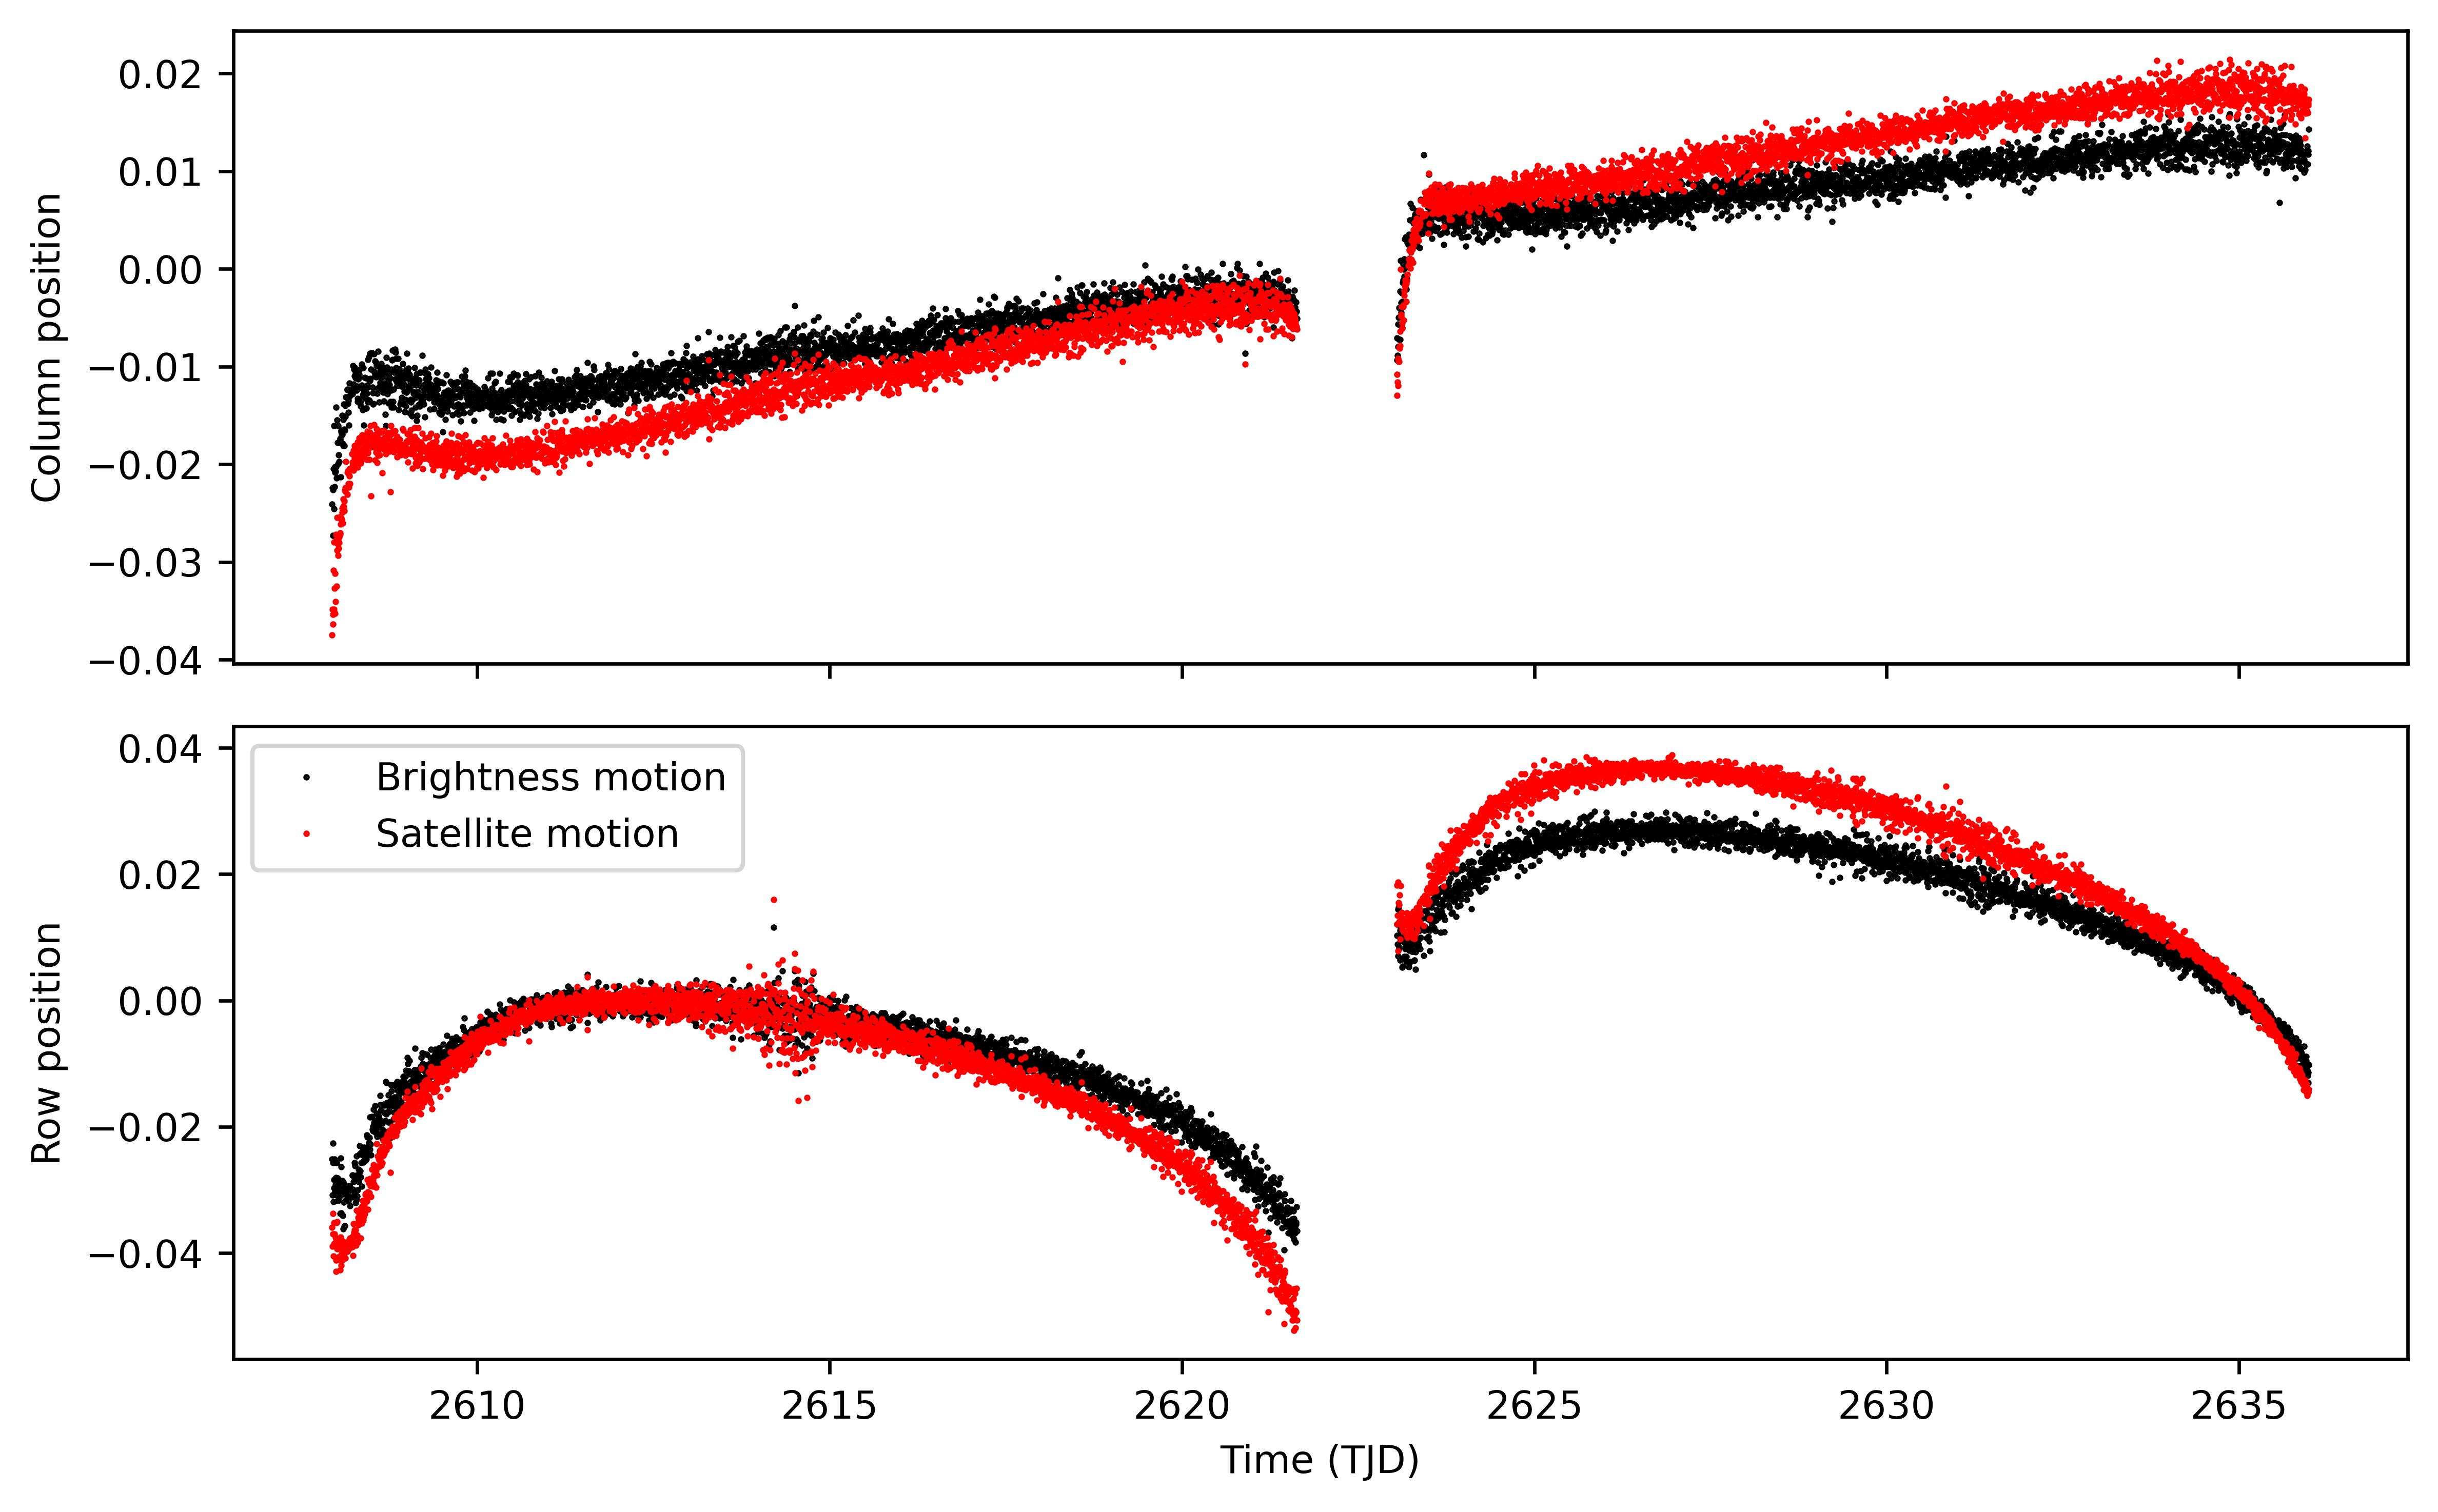 0.02
0.01
0.00
−0.01
−0.02
−0.03
−0.04
Column position
0.04
0.02
0.00
−0.02
−0.04
Row position
Brightness motion
Satellite motion
2610 2615 2620 2625 2630 2635
Time (TJD)